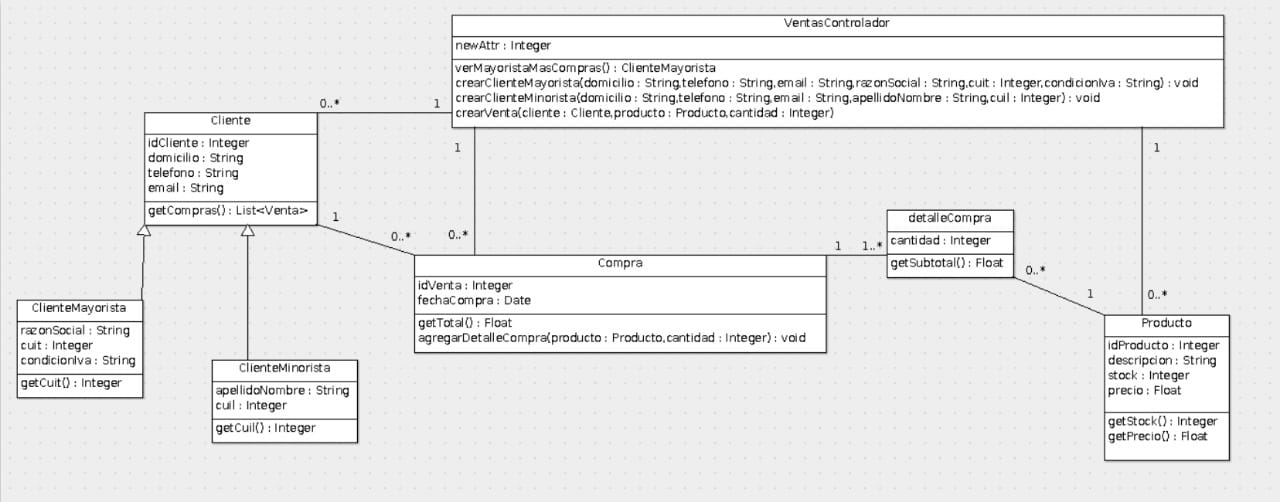 VentasControlador
newAttr : Integer
verMayoristaMasCompras() : ClienteMayorista
crearClienteMayorista(domicilio : String,telefono : String,email : String,razonSocial : String,cuit : Integer,condicionIva : String) : void
crearClienteMinorista(domicilio : String,telefono : String,email : String,apellidoNombre : String,cuil : Integer) : void
crearVenta(cliente : Cliente,producto : Producto,cantidad : Integer)
0..*
1
Cliente
idCliente : Integer
domicilio : String
telefono : String
email : String
getCompras() : List<Venta>
1
0..*
1
0..*
1
0..*
Compra
idVenta : Integer
fechaCompra : Date
getTotal() : Float
agregarDetalleCompra(producto : Producto,cantidad : Integer) : void
1
1..*
detalleCompra
cantidad : Integer
getSubtotal() : Float
0..*
1
ClienteMayorista
razonSocial : String
cuit : Integer
condicionIva : String
getCuit() : Integer
ClienteMinorista
apellidoNombre : String
cuil : Integer
getCuil() : Integer
Producto
idProducto : Integer
descripcion : String
stock : Integer
precio : Float
getStock() : Integer
getPrecio() : Float